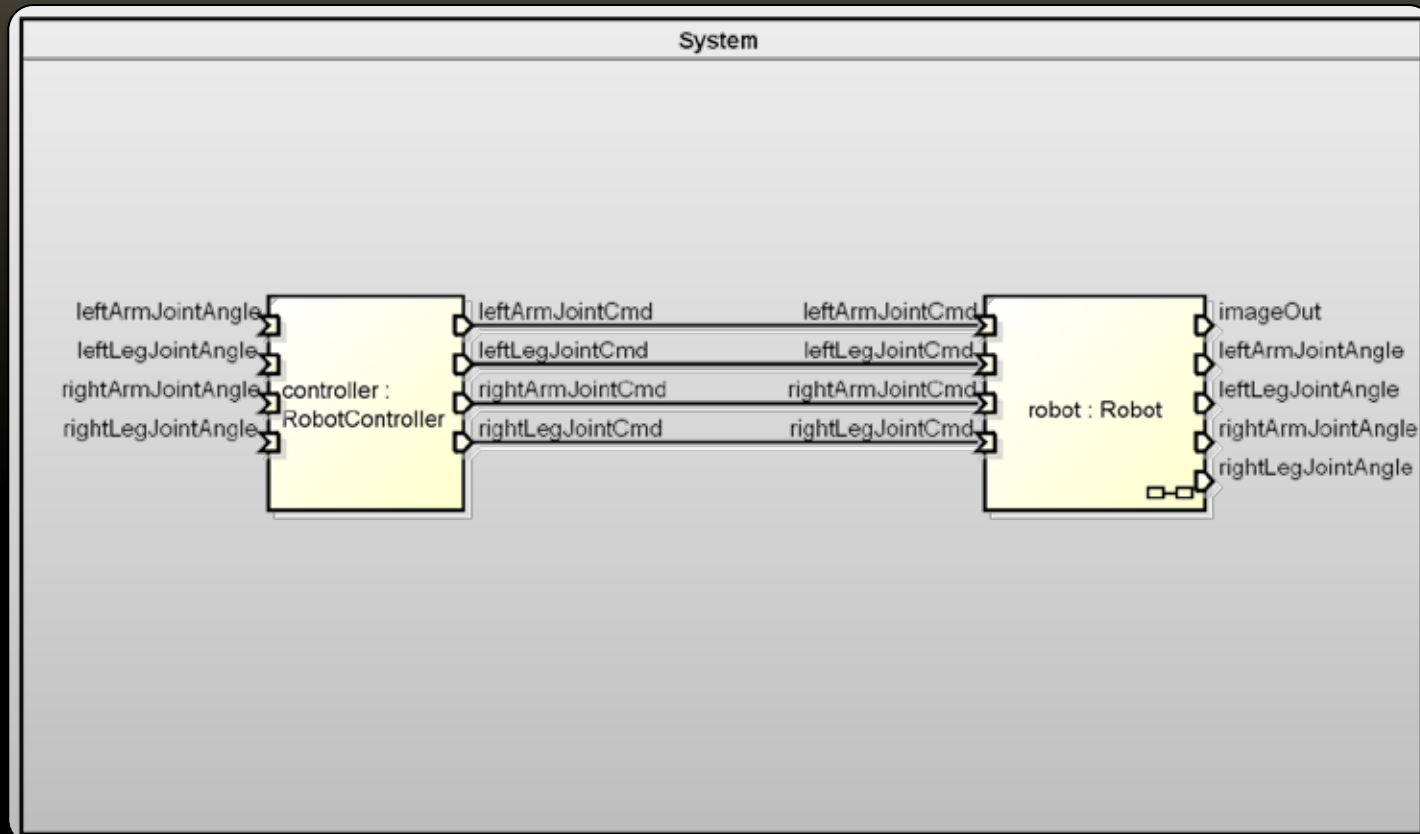 System
leftArmJointAngle
leftLegJointAngle
rightArmJointAngle
rightLegJointAngle
controller :
RobotController
leftArmJointCmd
leftLegJointCmd
rightArmJointCmd
rightLegJointCmd
leftArmJointCmd
leftLegJointCmd
rightArmJointCmd
rightLegJointCmd
robot : Robot
imageOut
leftArmJointAngle
leftLegJointAngle
rightArmJointAngle
rightLegJointAngle